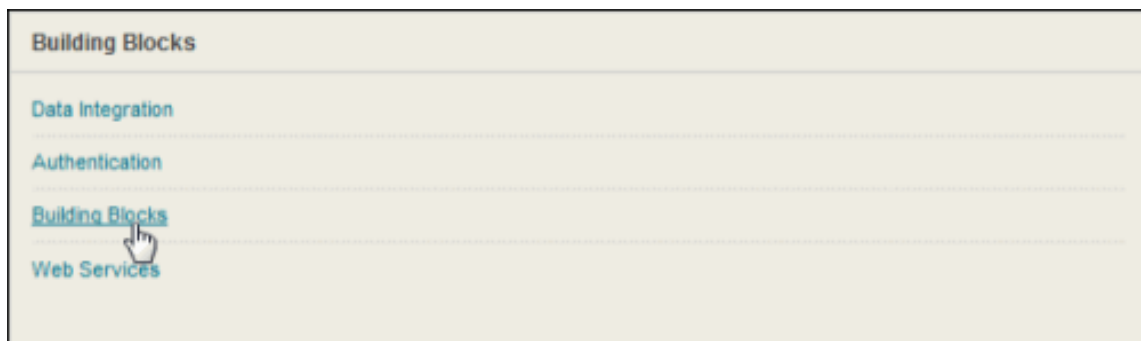 Building Blocks
Data Integration
Authentication
Building Blocks
Web Services